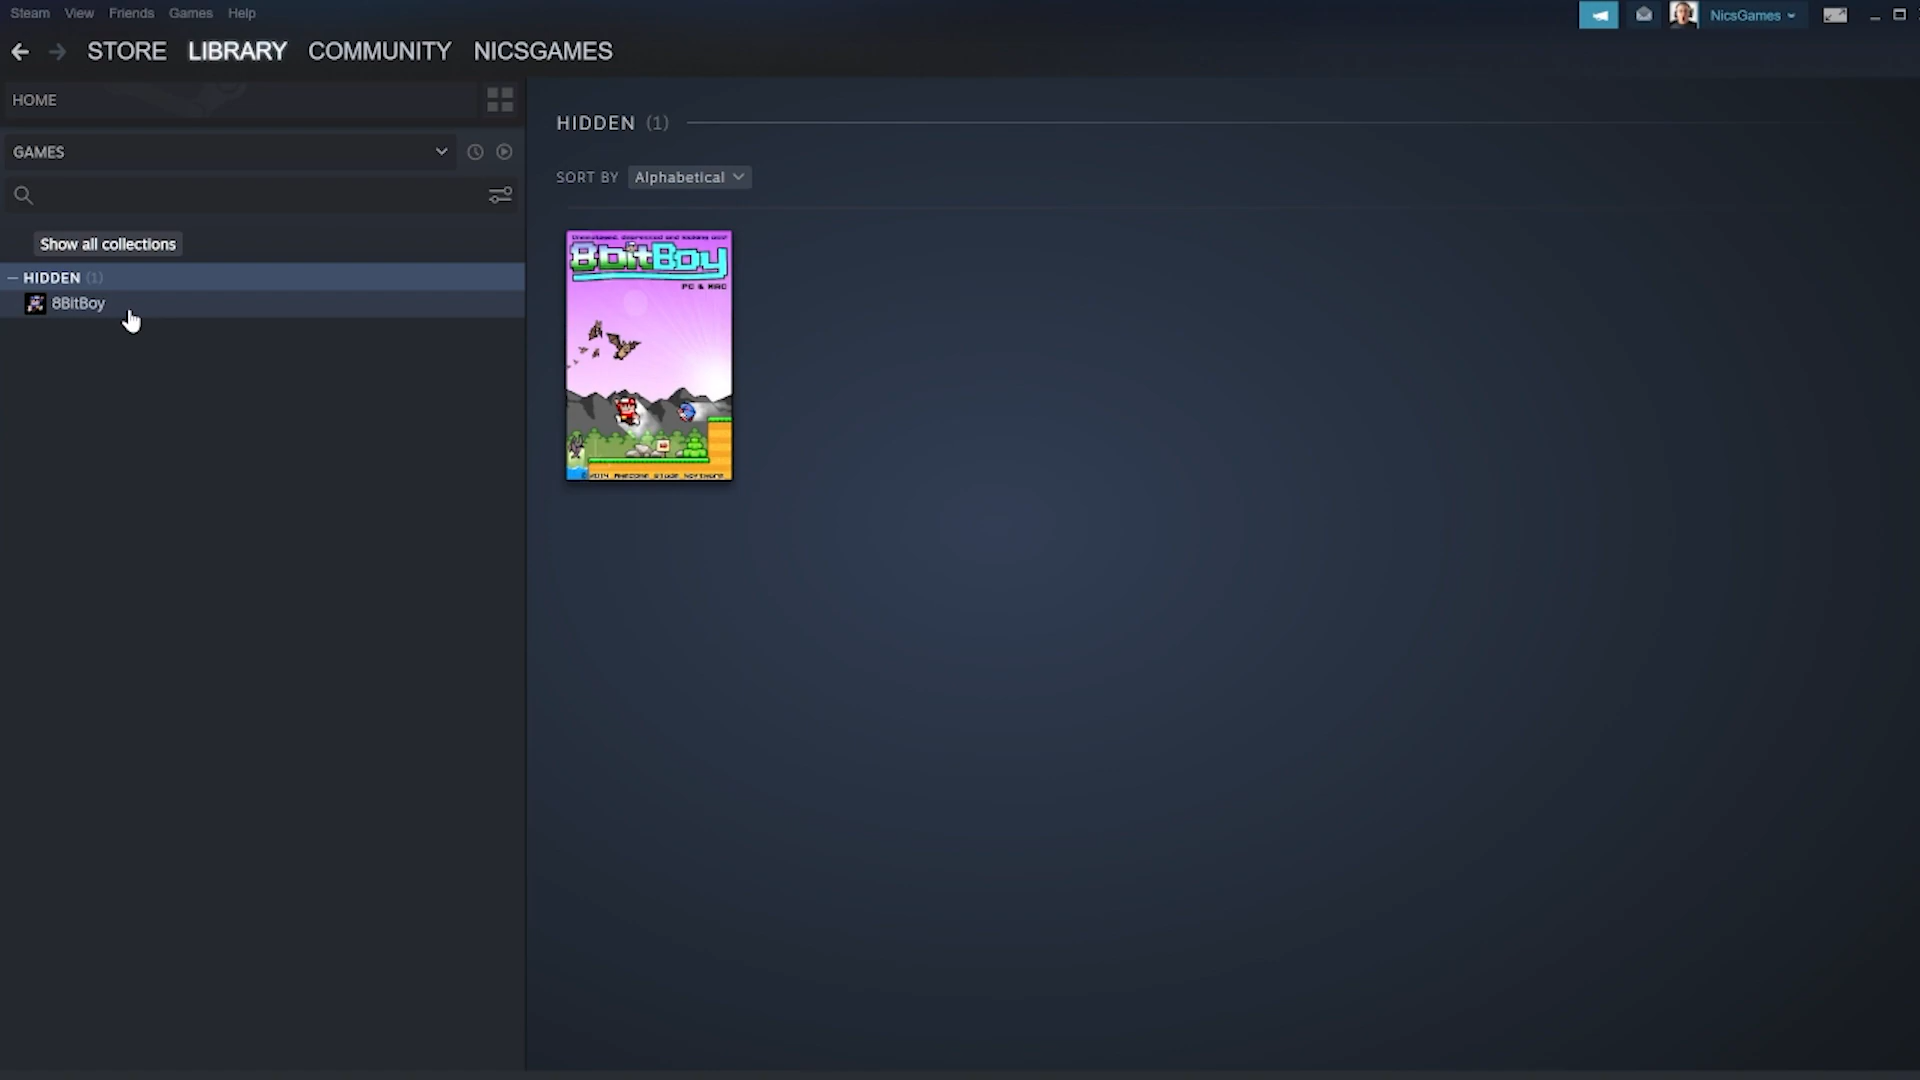 Steam View Friends Games Help
NicsGames
STORE LIBRARY COMMUNITY NICSGAMES
HOME
GAMES
Show all collections
HIDDEN (1)
8BitBoy
HIDDEN (1)
SORT BY Alphabetical
8BitBoy
PC & MAC